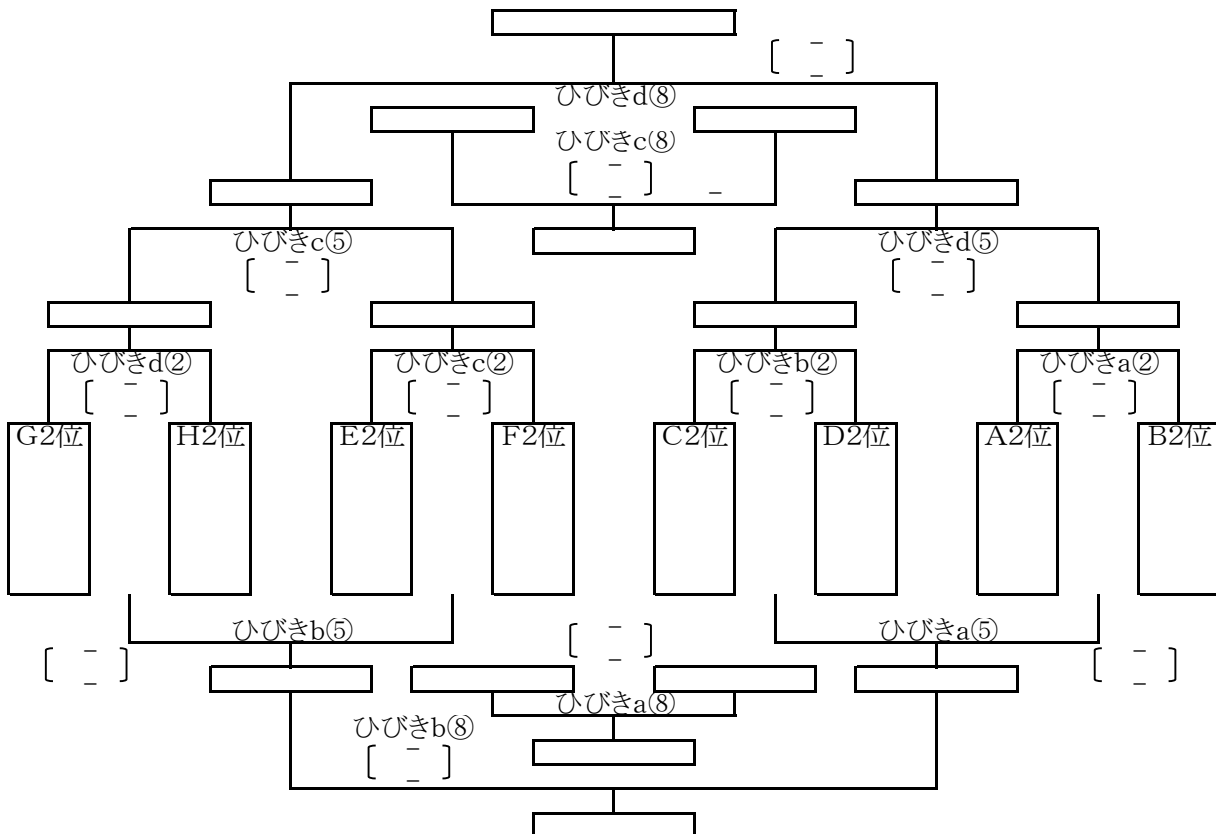 –
–
ひびきd⑧
ひびきc⑧
–
– –
ひびきc⑤ ひびきd⑤
– –
– –
ひびきd② ひびきc② ひびきb② ひびきa②
– – – –
– – – –
G2位 H2位 E2位 F2位 C2位 D2位 A2位 B2位
ひびきb⑤ – ひびきa⑤
– – –
– –
ひびきa⑧
ひびきb⑧
–
–